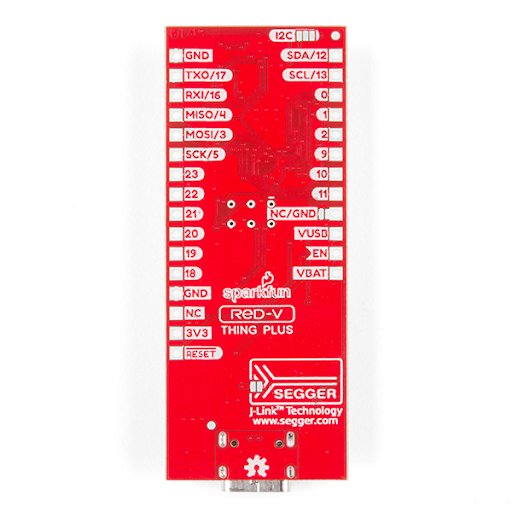 I2C
GND
TXO/17
RXI/16
MISO/4
MOSI/3
SCK/5
23
22
21
20
19
18
GND
NC
3V3
RESET
SDA/12
SCL/13
0
1
2
9
10
11
NC/GND
VUSB
EN
VBAT
sparkfun
RED-V
THING PLUS
SEGGER
J-Link™ Technology
www.segger.com